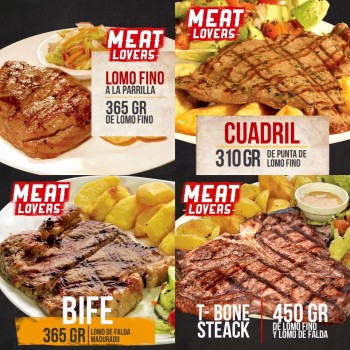 MEAT
LOVERS
LOMO FINO
A LA PARRILLA
365 GR
DE LOMO FINO
MEAT
LOVERS
CUADRIL
310 GR DE PUNTA DE
LOMO FINO
MEAT
LOVERS
BIFE
365 GR LOMO DE FALDA
MADURADO
MEAT
LOVERS
T- BONE
STEACK
450 GR
DE LOMO FINO
Y LOMO DE FALDA